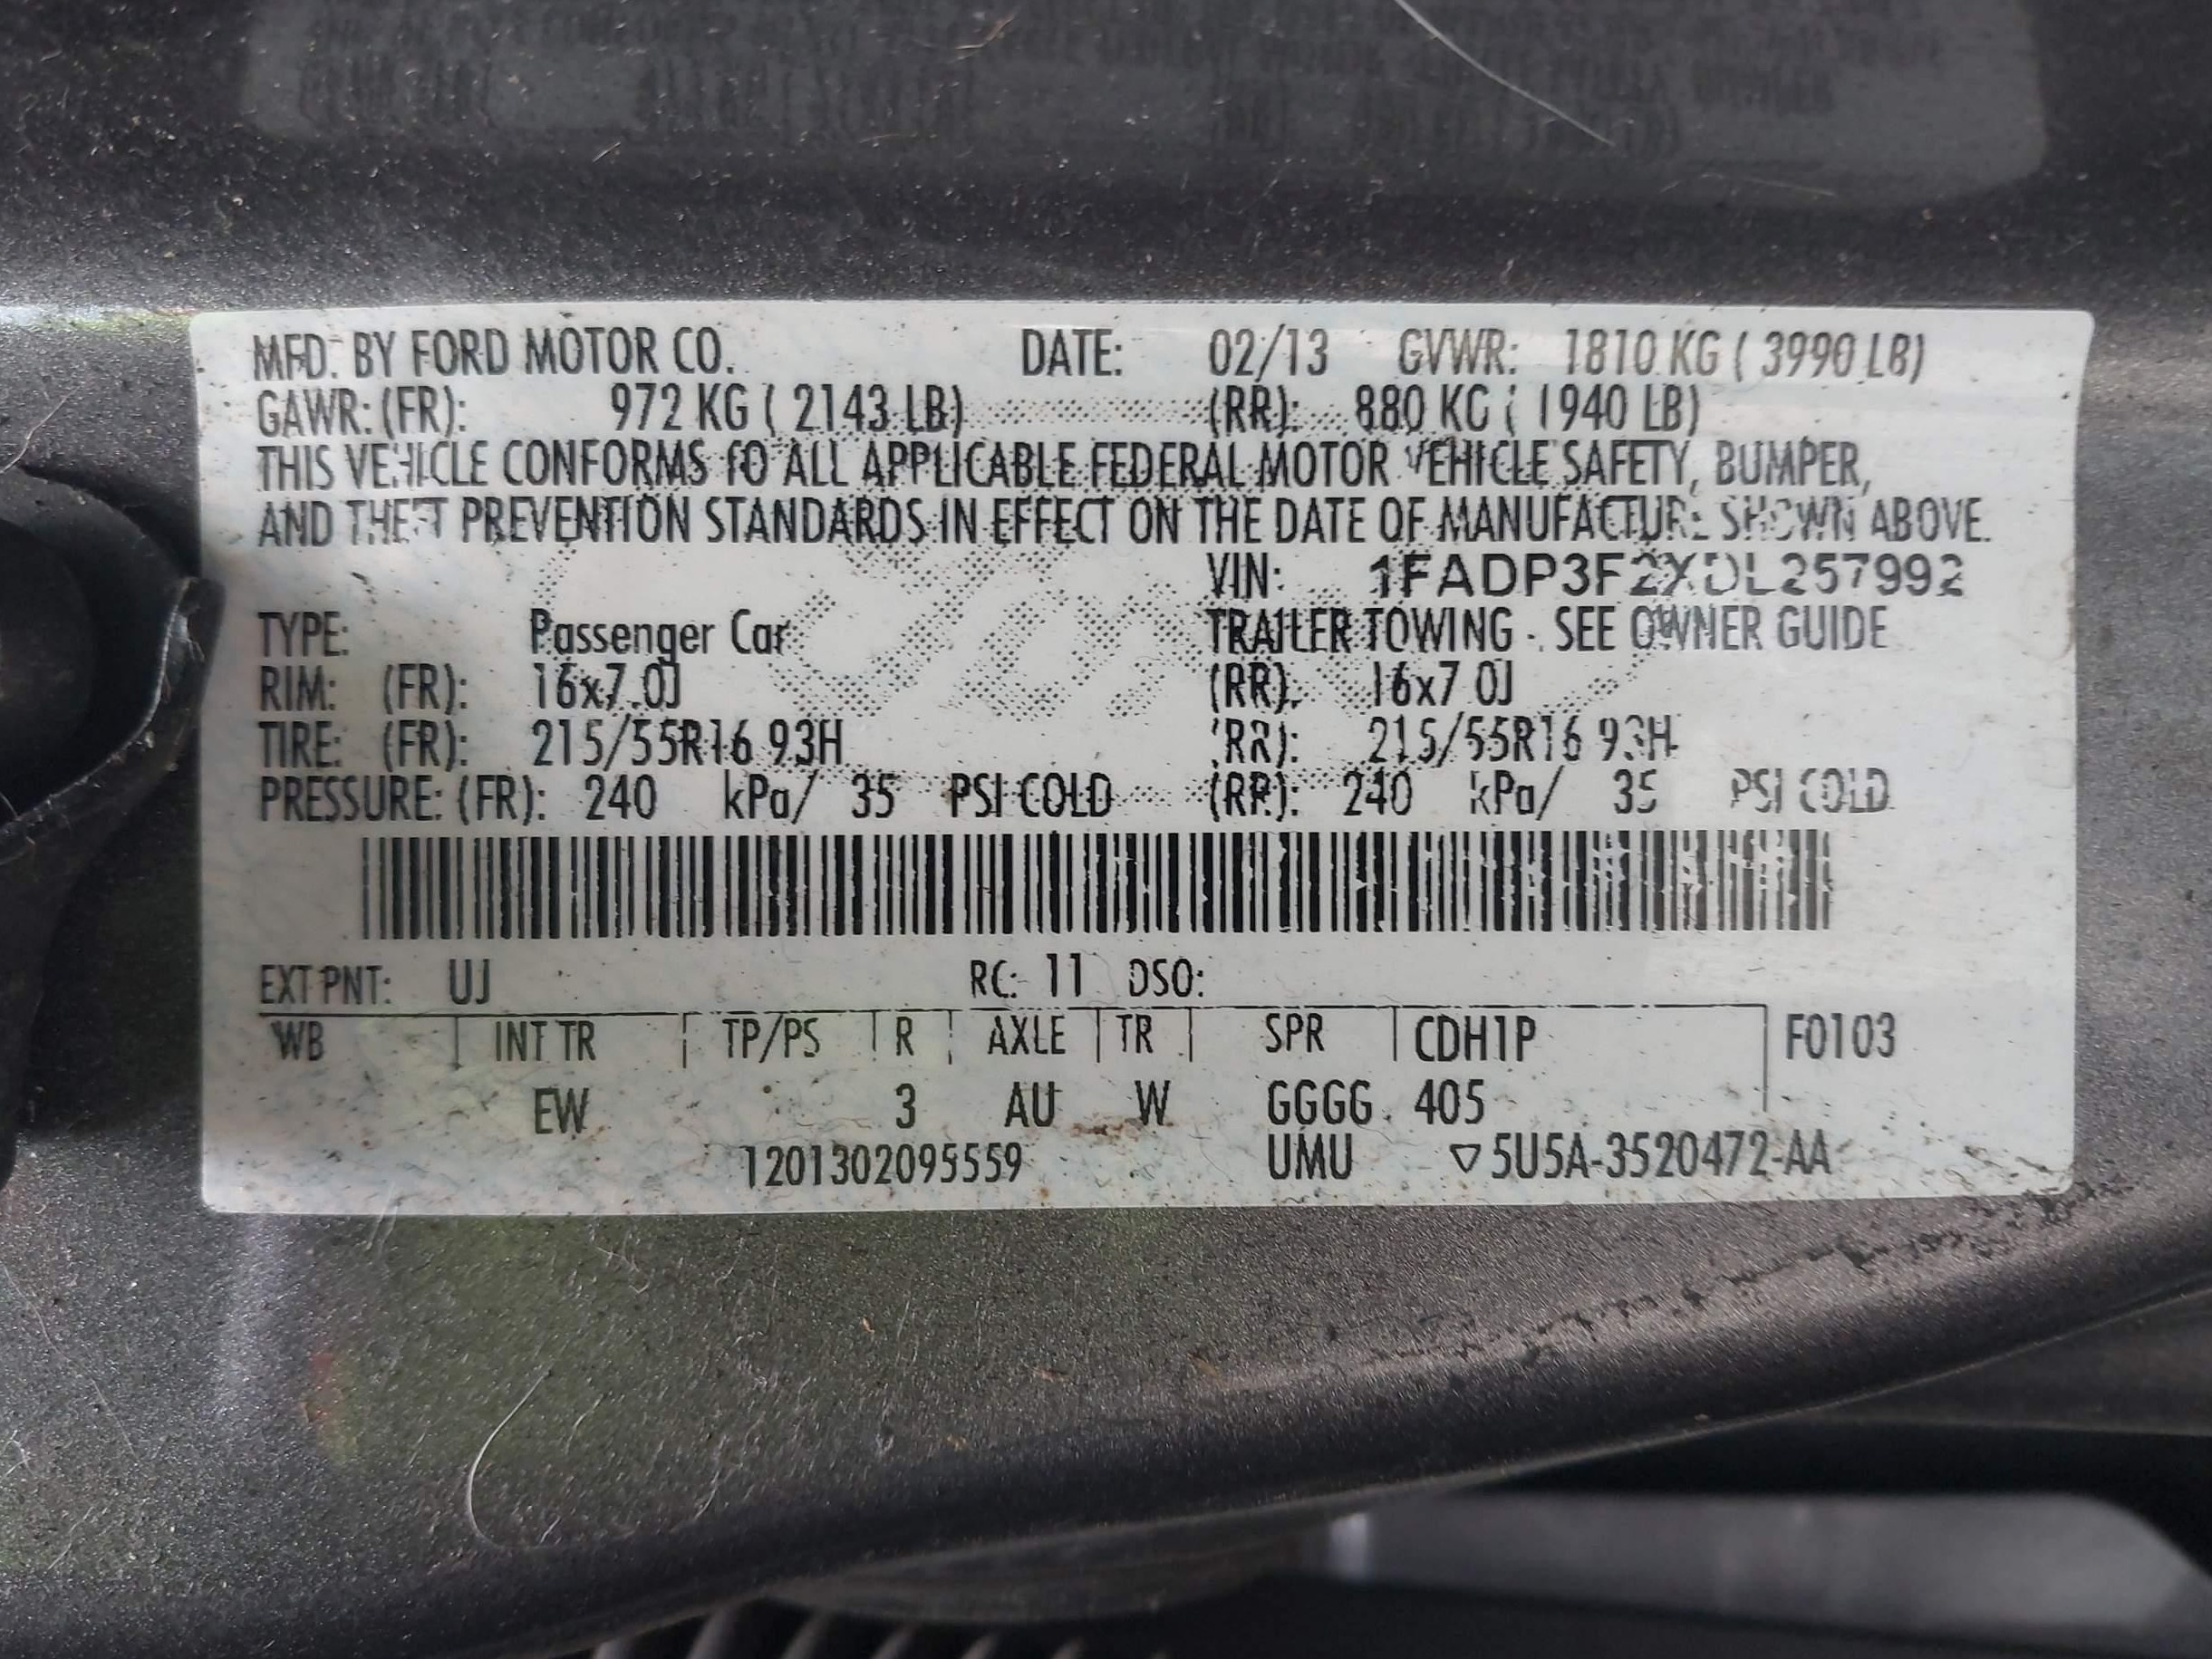 MFD. BY FORD MOTOR CO. DATE: 02/13 GVWR: 1810 KG ( 3990 LB)
GAWR: (FR): 972 KG ( 2143 LB) (RR): 880 KG ( 1940 LB)
THIS VEHICLE CONFORMS TO ALL APPLICABLE FEDERAL MOTOR VEHICLE SAFETY, BUMPER,
AND THEFT PREVENTION STANDARDS IN EFFECT ON THE DATE OF MANUFACTURE SHOWN ABOVE.
VIN: 1FADP3F2XDL257992
TYPE: Passenger Car TRAILER TOWING - SEE OWNER GUIDE
RIM: (FR): 16x7.0J (RR): 16x7.0J
TIRE: (FR): 215/55R16 93H (RR): 215/55R16 93H
PRESSURE: (FR): 240 kPa/ 35 PSI COLD (RR): 240 kPa/ 35 PSI COLD
EXT PNT: UJ RC: 11 DSO:
WB INT TR TP/PS R AXLE TR SPR CDH1P F0103
EW 3 AU W GGGG 405
1201302095559 UMU ▽5U5A-3520472-AA